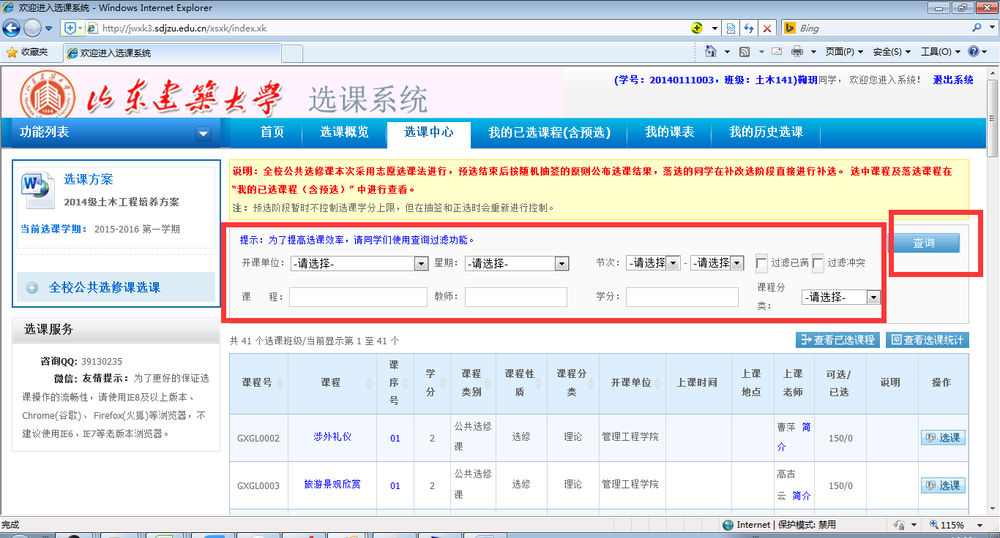 欢迎进入选课系统 - Windows Internet Explorer
http://jwxk3.sdjzu.edu.cn/xsxk/index.xk
Bing
收藏夹
欢迎进入选课系统
页面(P)
安全(S)
工具(O)
山东建筑大学
选课系统
(学号：20140111003，班级：土木141)鞠玥同学， 欢迎您进入系统！ 退出系统
功能列表
首页
选课概览
选课中心
我的已选课程(含预选)
我的课表
我的历史选课
选课方案
2014级土木工程培养方案
当前选课学期： 2015-2016 第一学期
全校公共选修课选课
选课服务
咨询QQ: 39130235
微信: 友情提示：为了更好的保证选
课操作的流畅性，请使用IE8及以上版本、
Chrome(谷歌)、Firefox(火狐)等浏览器，不
建议使用IE6、IE7等老版本浏览器。
说明：全校公共选修课本次采用志愿选课法进行，预选结束后按随机抽签的原则公布选课结果，落选的同学在补改选阶段直接进行补选。 选中课程及落选课程在
“我的已选课程（含预选）”中进行查看。
注：预选阶段暂时不控制选课学分上限，但在抽签和正选时会重新进行控制。
提示：为了提高选课效率，请同学们使用查询过滤功能。
开课单位： -请选择- 星期： -请选择- 节次： -请选择 - -请选择 过滤已满 过滤冲突
课 程： 教师： 学分： 课程分类： -请选择-
查询
共 41 个选课班级/当前显示第 1 至 41 个
查看已选课程
查看选课统计
课程号 课程 课序号 学分 课程类别 课程性质 课程分类 开课单位 上课时间 上课地点 上课老师 可选/已选 说明 操作
GXGL0002 涉外礼仪 01 2 公共选修课 选修 理论 管理工程学院 曹萍 简介 150/0 选课
GXGL0003 旅游景观欣赏 01 2 公共选修课 选修 理论 管理工程学院 高吉云 简介 150/0 选课
完成
Internet | 保护模式: 禁用
115%